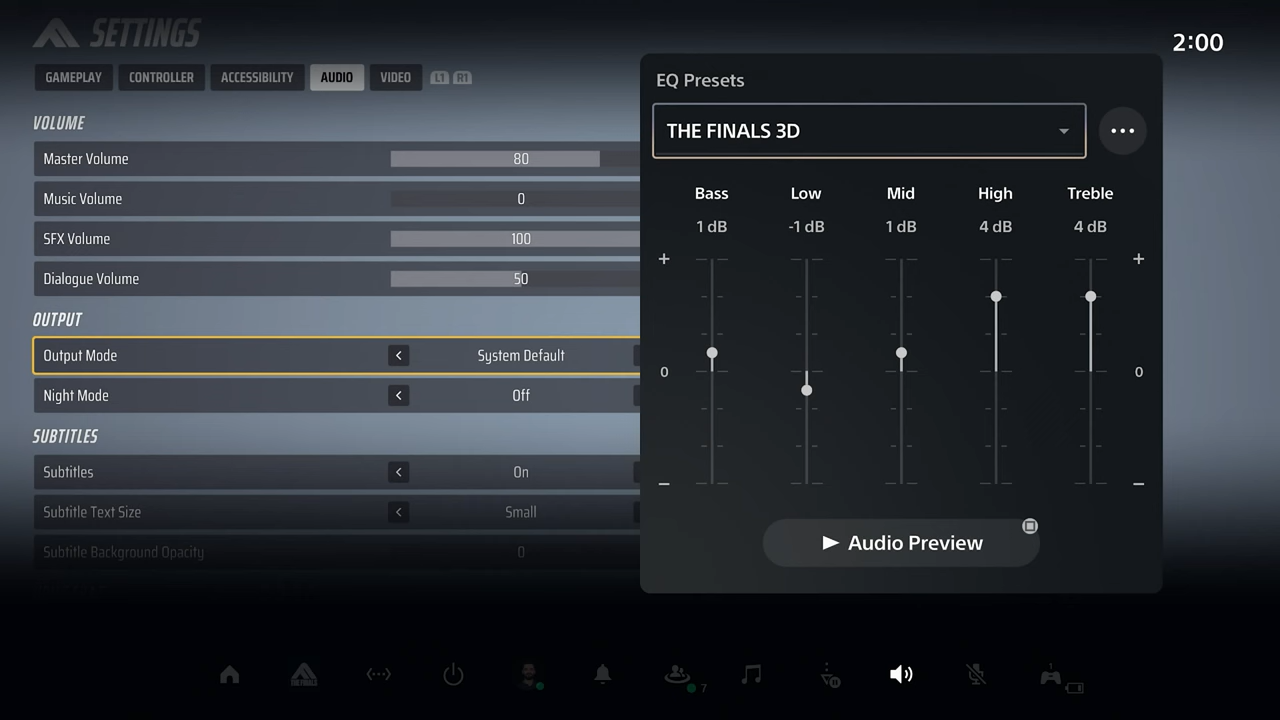 SETTINGS
2:00
GAMEPLAY
CONTROLLER
ACCESSIBILITY
AUDIO
VIDEO
L1
R1
VOLUME
Master Volume 80
Music Volume 0
SFX Volume 100
Dialogue Volume 50
OUTPUT
Output Mode < System Default
Night Mode < Off
SUBTITLES
Subtitles < On
Subtitle Text Size < Small
Subtitle Background Opacity 0
EQ Presets
THE FINALS 3D
Bass Low Mid High Treble
1 dB -1 dB 1 dB 4 dB 4 dB
+ +
0 0
− −
Audio Preview
THE FINALS
7